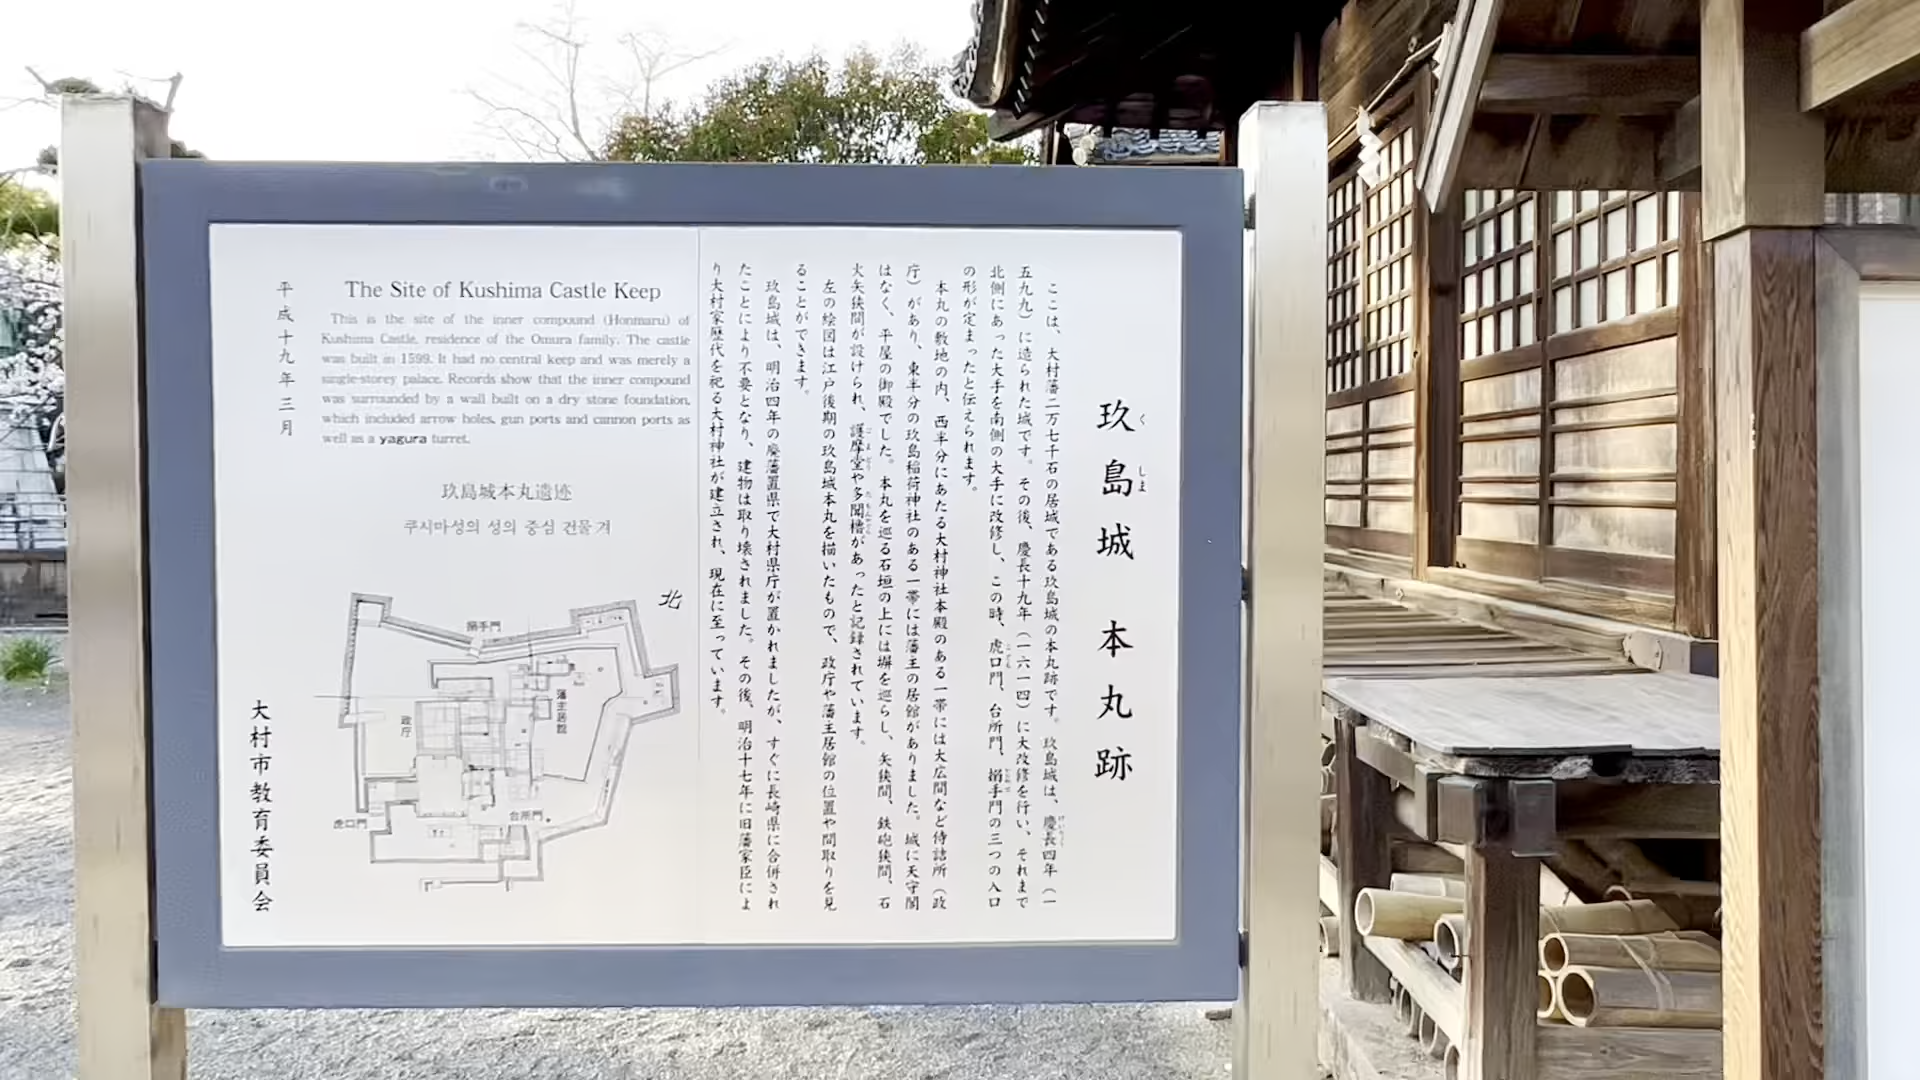 玖島城 本丸跡
くしま
ここは、大村藩二万七千石の居城である玖島城の本丸跡です。玖島城は、慶長四年（一
五九九）に造られた城です。その後、慶長十九年（一六一四）に大改修を行い、それまで
北側にあった大手を南側の大手に改修し、この時、虎口門、台所門、搦手門の三つの入口
の形が定まったと伝えられます。
本丸の敷地の内、西半分にあたる大村神社本殿のある一帯には大広間など侍詰所（政
庁）があり、東半分の玖島稲荷神社のある一帯には藩主の居館がありました。城に天守閣
はなく、平屋の御殿でした。本丸を巡る石垣の上には塀を巡らし、矢狭間、鉄砲狭間、石
火矢狭間が設けられ、護摩堂や多聞櫓があったと記録されています。
左の絵図は江戸後期の玖島城本丸を描いたもので、政庁や藩主居館の位置や間取りを見
ることができます。
玖島城は、明治四年の廃藩置県で大村県庁が置かれましたが、すぐに長崎県に合併され
たことにより不要となり、建物は取り壊されました。その後、明治十七年に旧藩家臣によ
り大村家歴代を祀る大村神社が建立され、現在に至っています。
The Site of Kushima Castle Keep
This is the site of the inner compound (Honmaru) of
Kushima Castle, residence of the Omura family. The castle
was built in 1599. It had no central keep and was merely a
single-storey palace. Records show that the inner compound
was surrounded by a wall built on a dry stone foundation,
which included arrow holes, gun ports and cannon ports as
well as a yagura turret.
玖島城本丸遗迹
쿠시마성의 성의 중심 건물 겨
北
搦手門
藩主居館
政庁
台所門
虎口門
平成十九年三月
大村市教育委員会